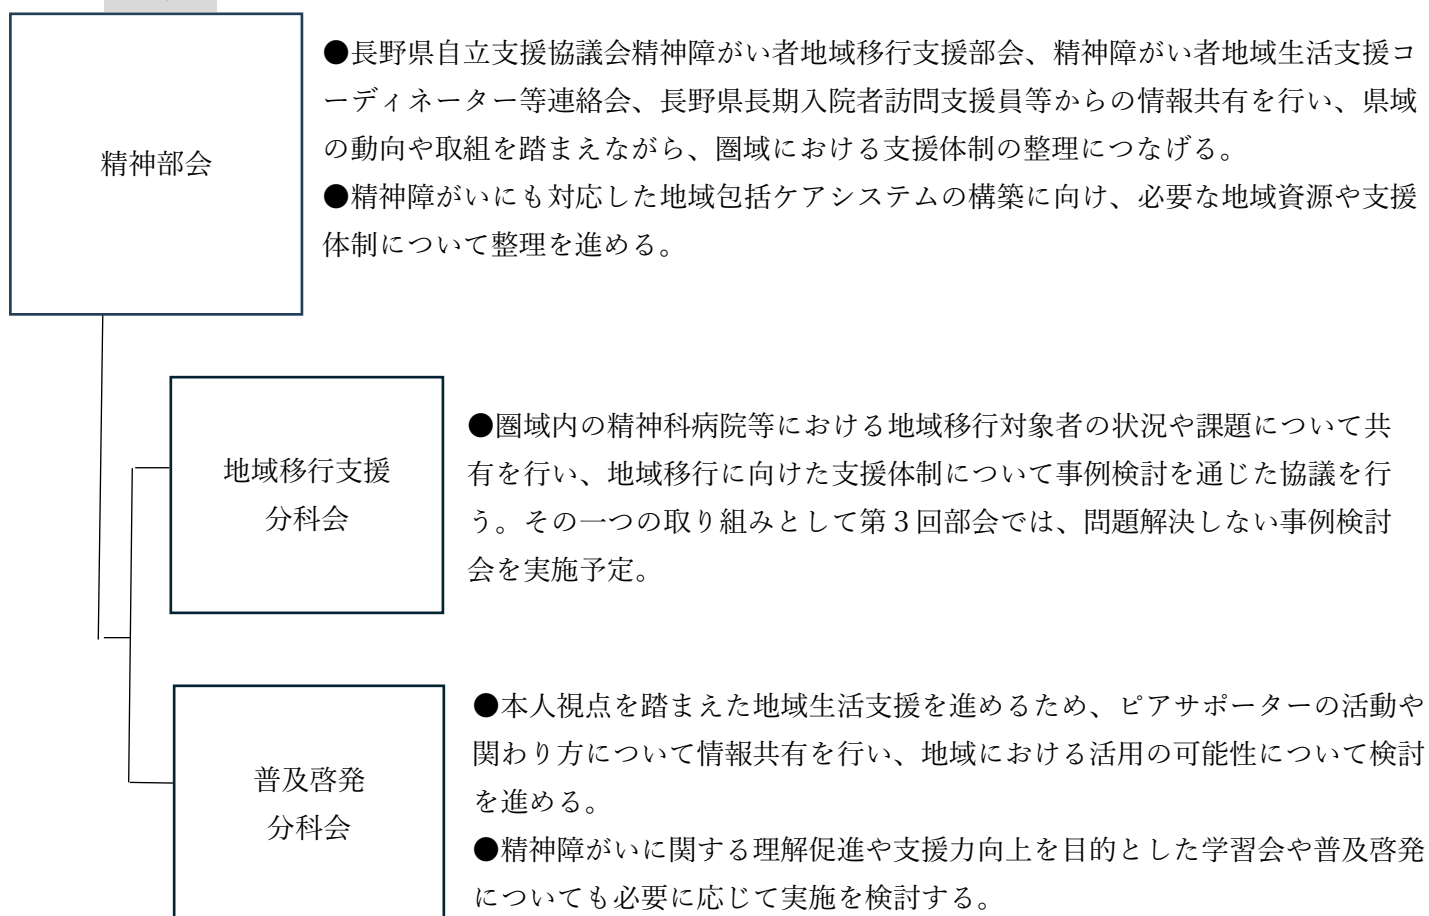 精神部会
●長野県自立支援協議会精神障がい者地域移行支援部会、精神障がい者地域生活支援コ
ーディネーター等連絡会、長野県長期入院者訪問支援員等からの情報共有を行い、県域
の動向や取組を踏まえながら、圏域における支援体制の整理につなげる。
●精神障がいにも対応した地域包括ケアシステムの構築に向け、必要な地域資源や支援
体制について整理を進める。
地域移行支援
分科会
●圏域内の精神科病院等における地域移行対象者の状況や課題について共
有を行い、地域移行に向けた支援体制について事例検討を通じた協議を行
う。その一つの取り組みとして第３回部会では、問題解決しない事例検討
会を実施予定。
普及啓発
分科会
●本人視点を踏まえた地域生活支援を進めるため、ピアサポーターの活動や
関わり方について情報共有を行い、地域における活用の可能性について検討
を進める。
●精神障がいに関する理解促進や支援力向上を目的とした学習会や普及啓発
についても必要に応じて実施を検討する。